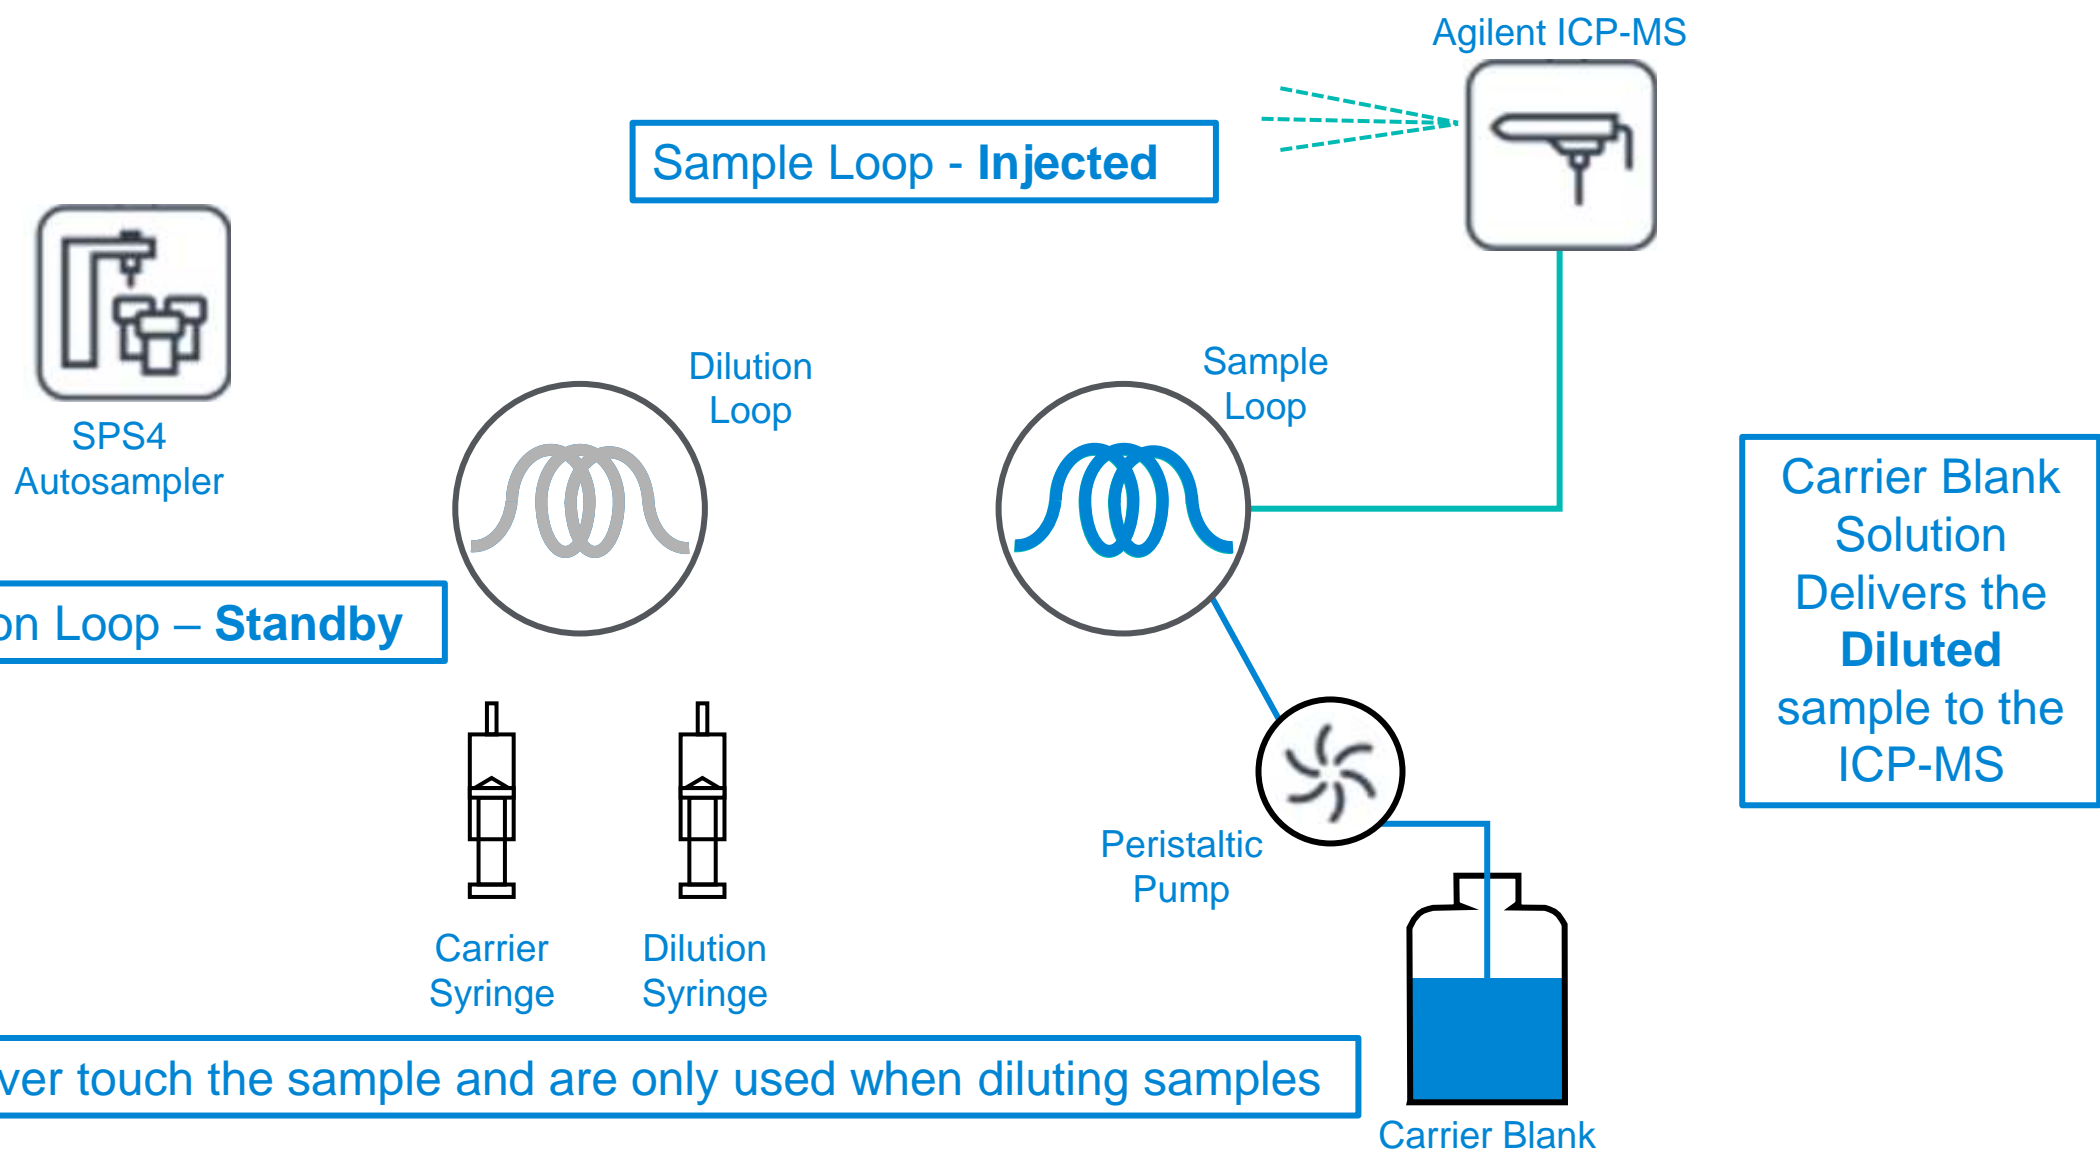 Agilent ICP-MS
Sample Loop - Injected
SPS4
Autosampler
Dilution
Loop
Sample
Loop
Carrier Blank
Solution
Delivers the
Diluted
sample to the
ICP-MS
on Loop – Standby
Peristaltic
Pump
Carrier
Syringe
Dilution
Syringe
ver touch the sample and are only used when diluting samples
Carrier Blank